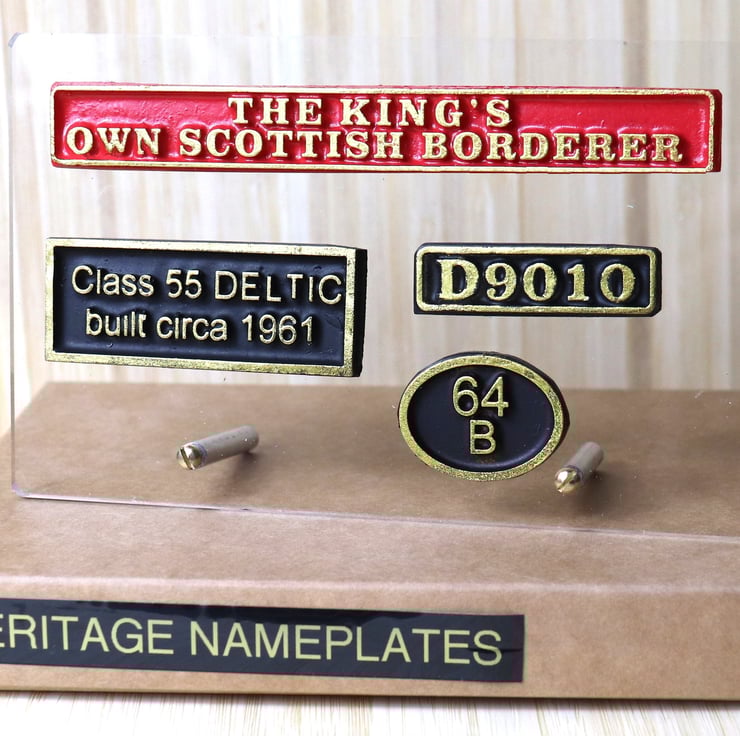 THE KING'S
OWN SCOTTISH BORDERER
Class 55 DELTIC
built circa 1961
D9010
64
B
ERITAGE NAMEPLATES